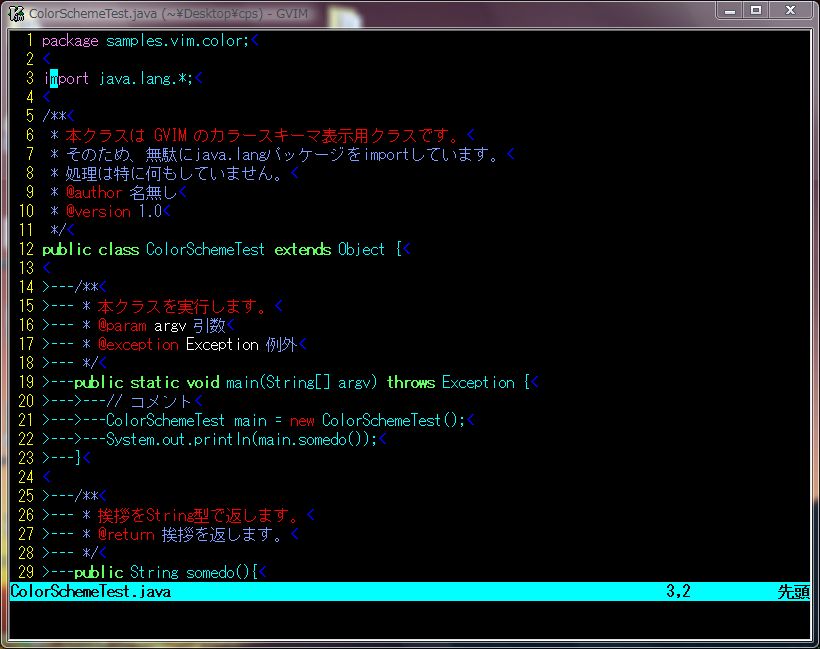 ColorSchemeTest.java (~¥Desktop¥cps) - GVIM
1 package samples.vim.color;<
2 <
3 import java.lang.*;<
4 <
5 /**<
6  * 本クラスは GVIM のカラースキーマ表示用クラスです。<
7  * そのため、無駄にjava.langパッケージをimportしています。<
8  * 処理は特に何もしていません。<
9  * @author 名無し<
10  * @version 1.0<
11  */<
12 public class ColorSchemeTest extends Object {<
13 <
14 >---/**<
15 >--- * 本クラスを実行します。<
16 >--- * @param argv 引数<
17 >--- * @exception Exception 例外<
18 >--- */<
19 >---public static void main(String[] argv) throws Exception {<
20 >--->---// コメント<
21 >--->---ColorSchemeTest main = new ColorSchemeTest();<
22 >--->---System.out.println(main.somedo());<
23 >---}<
24 <
25 >---/**<
26 >--- * 挨拶をString型で返します。<
27 >--- * @return 挨拶を返します。<
28 >--- */<
29 >---public String somedo(){<
ColorSchemeTest.java 3,2 先頭